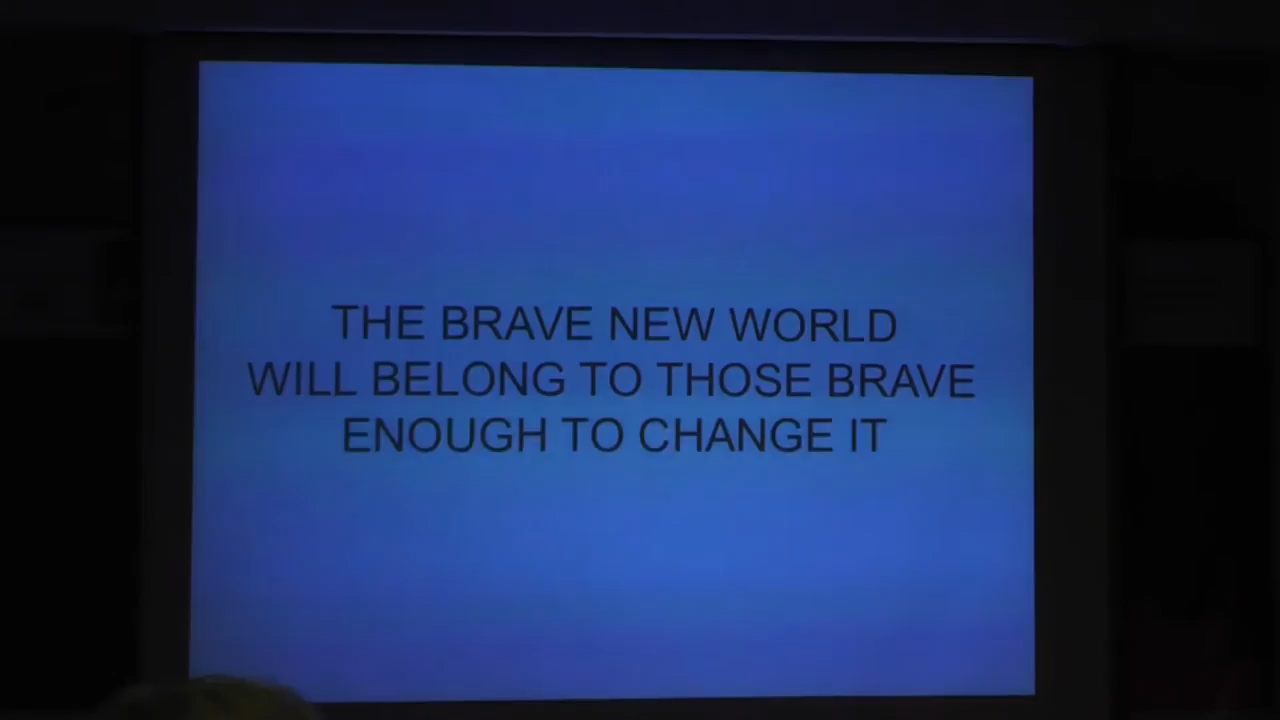 THE BRAVE NEW WORLD
WILL BELONG TO THOSE BRAVE
ENOUGH TO CHANGE IT